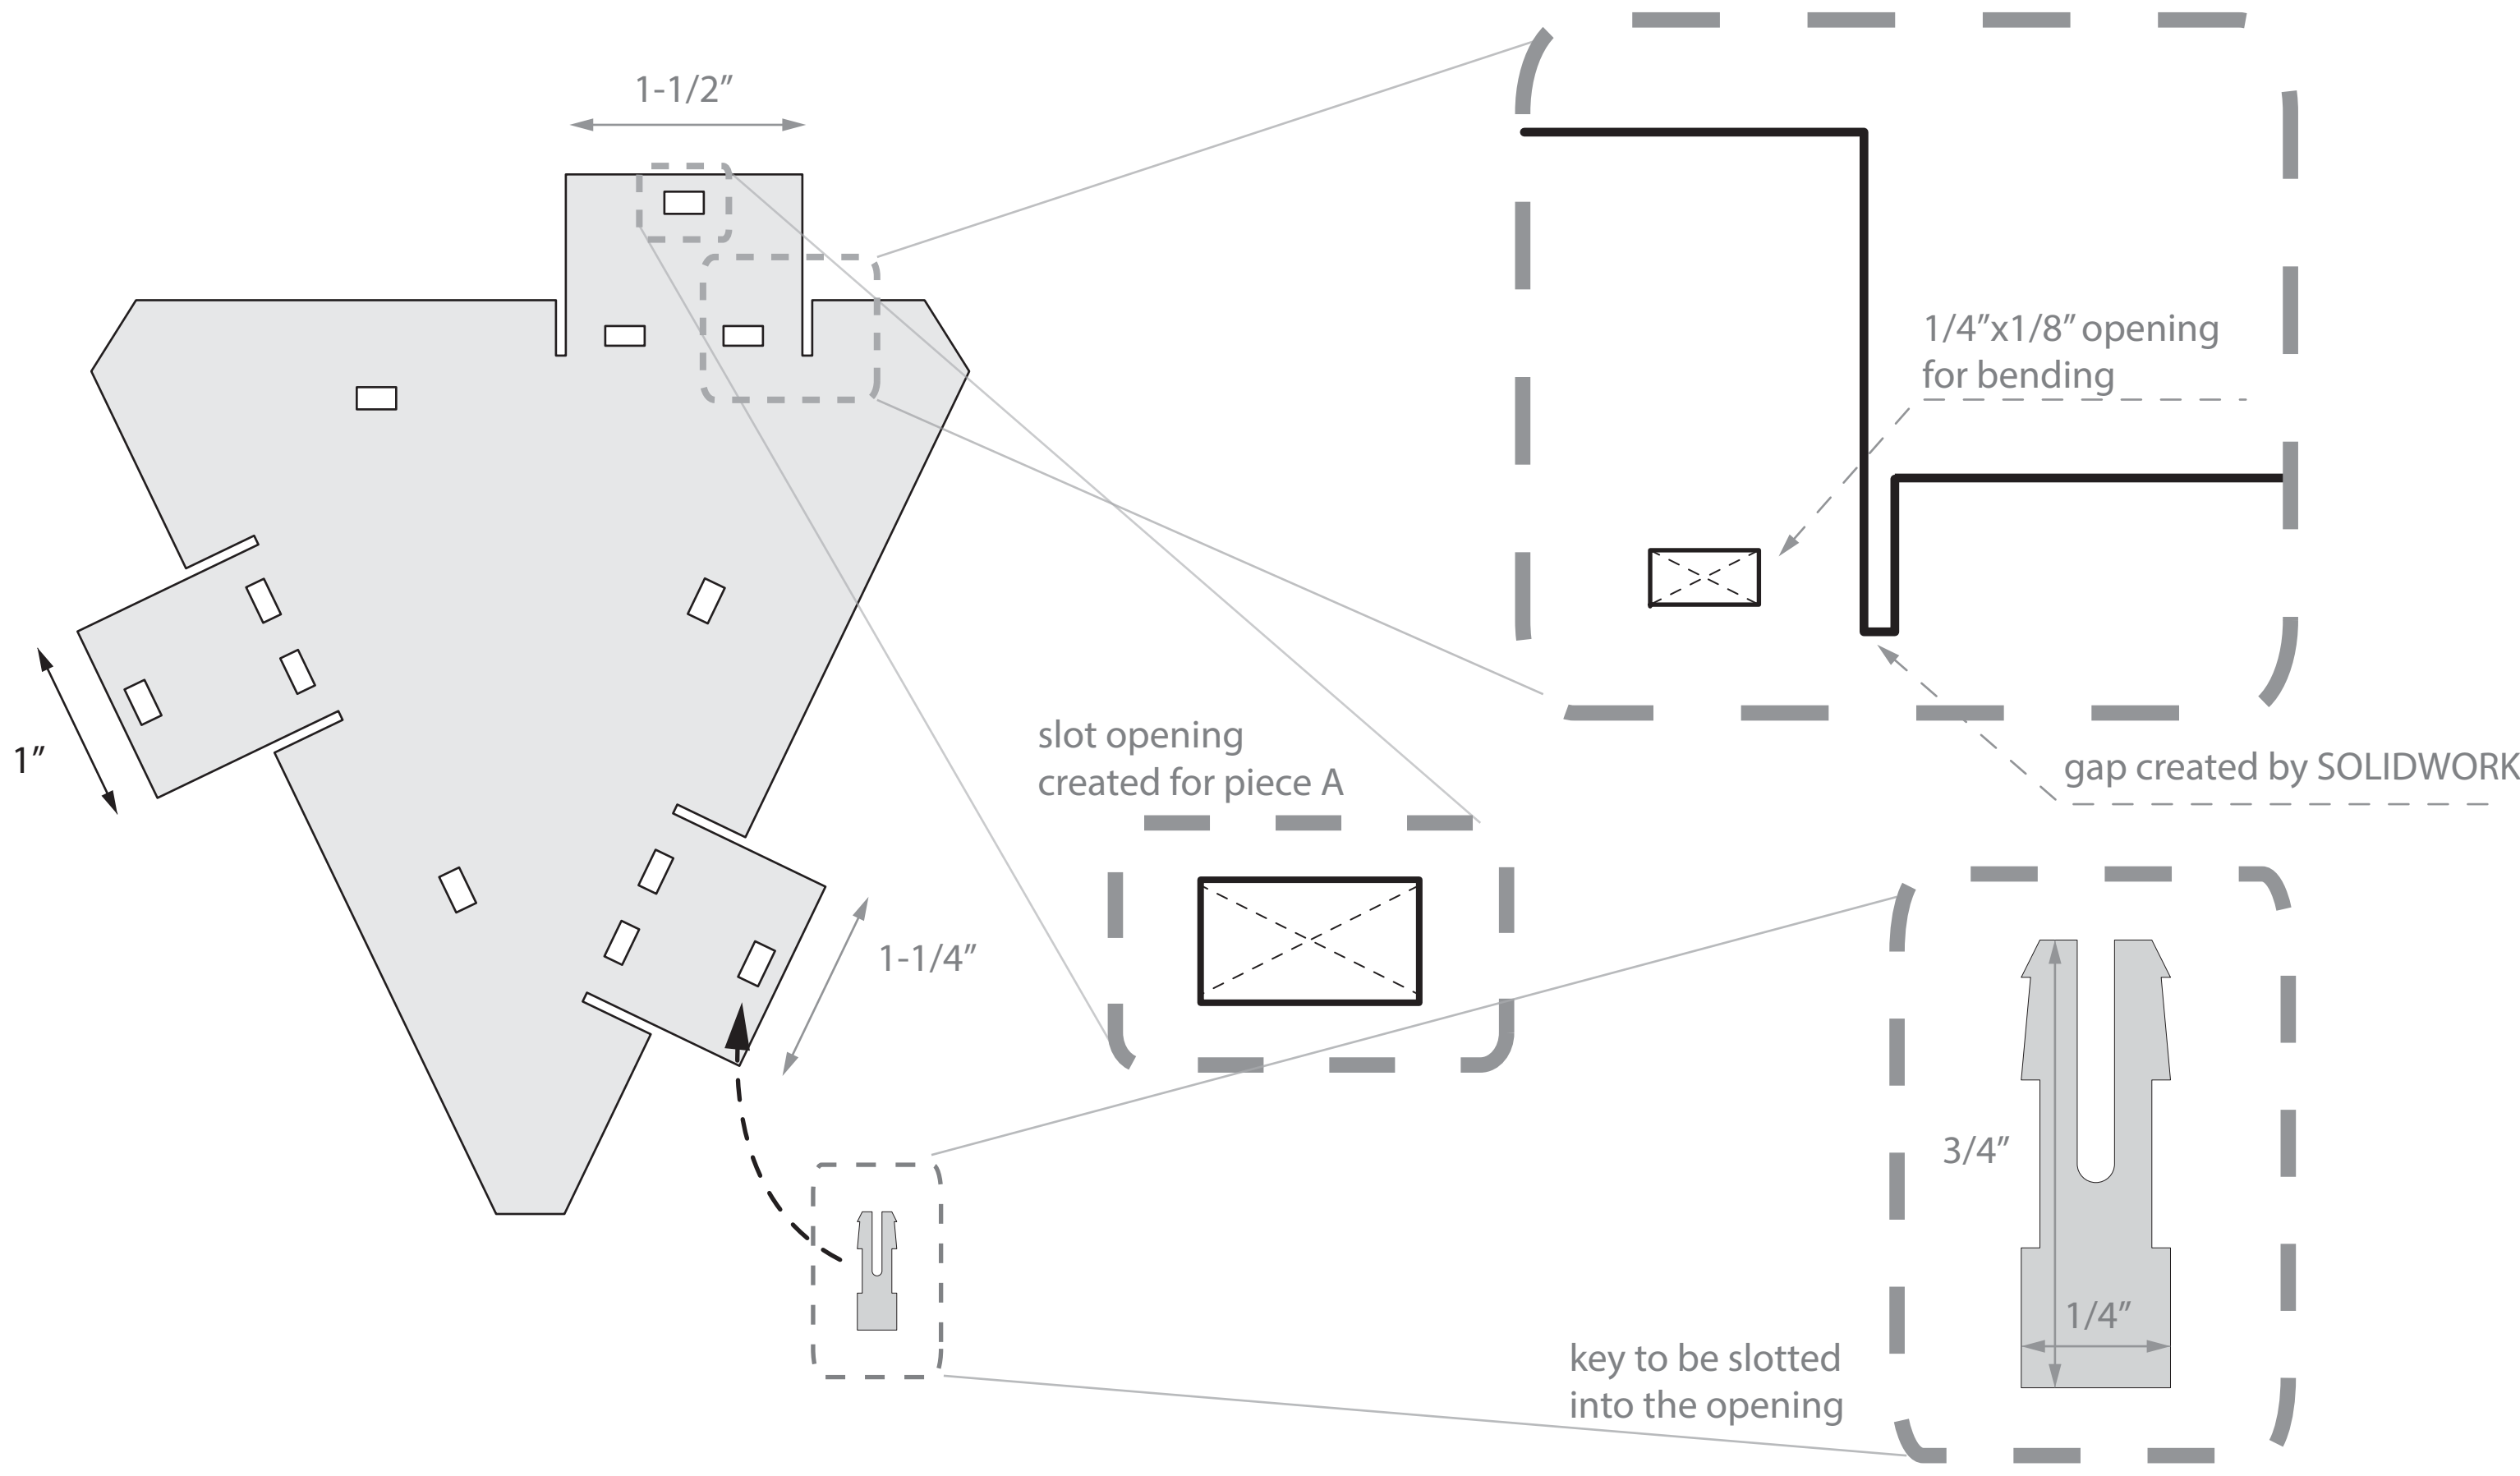 1-1/2”
1/4”x1/8” opening
for bending
slot opening
created for piece A
gap created by SOLIDWORK
1”
1-1/4”
3/4”
1/4”
key to be slotted
into the opening